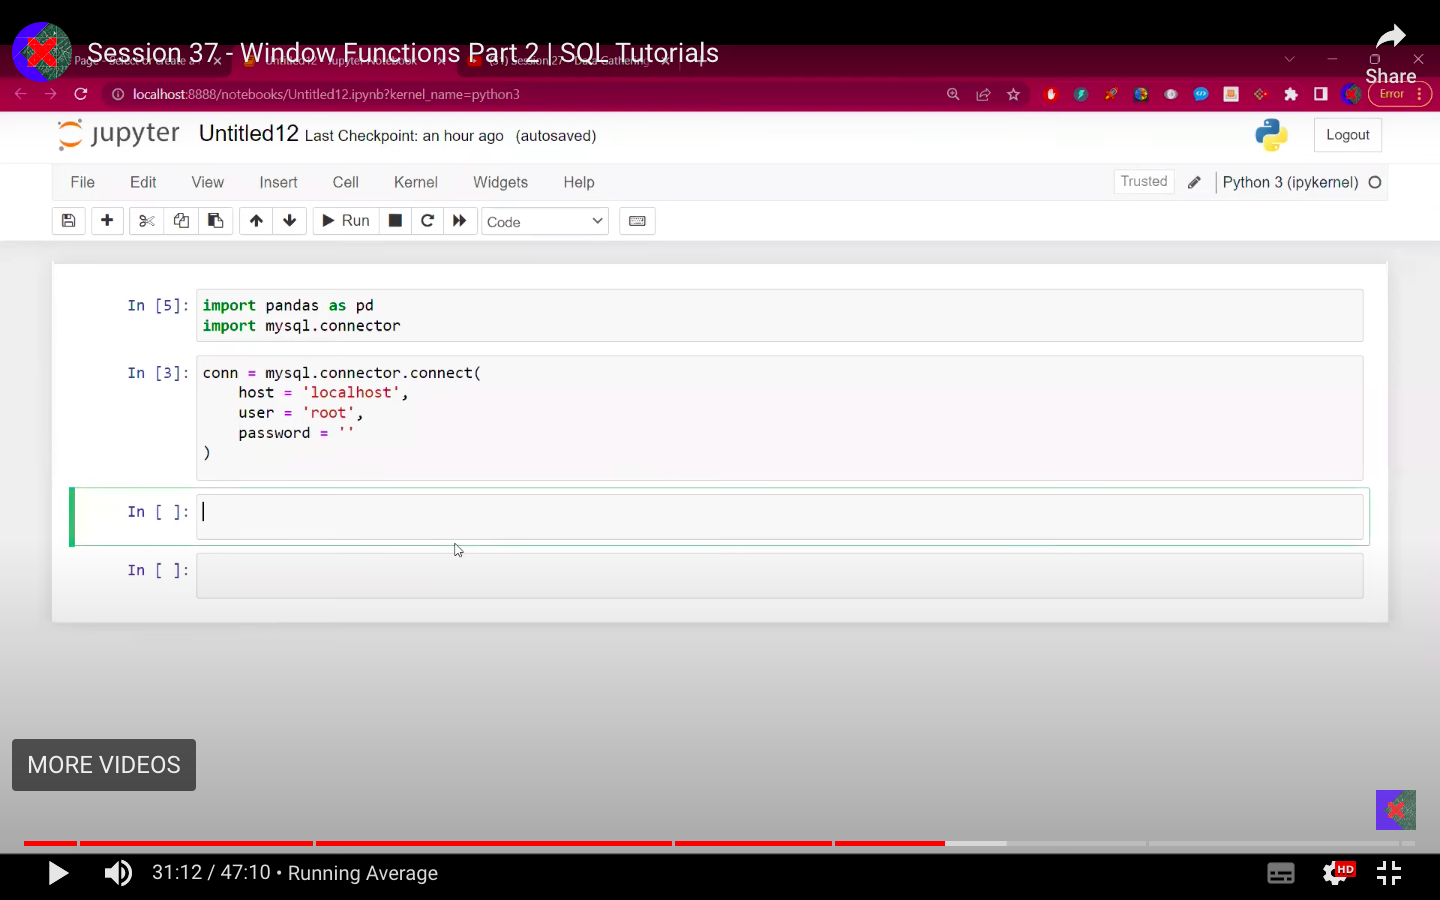 Session 37 - Window Functions Part 2 | SQL Tutorials
Share
localhost:8888/notebooks/Untitled12.ipynb?kernel_name=python3
Error
jupyter Untitled12 Last Checkpoint: an hour ago (autosaved)
Logout
File Edit View Insert Cell Kernel Widgets Help
Trusted Python 3 (ipykernel)
Run Code
In [5]: import pandas as pd
import mysql.connector
In [3]: conn = mysql.connector.connect(
host = 'localhost',
user = 'root',
password = ''
)
In [ ]:
In [ ]:
MORE VIDEOS
31:12 / 47:10 • Running Average
HD